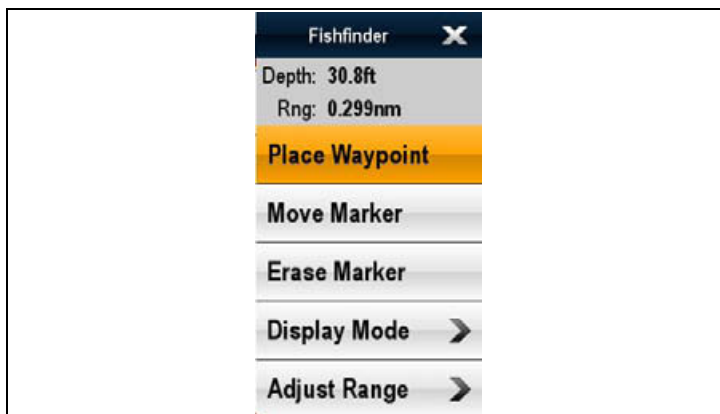 Fishfinder
Depth: 30.8ft
Rng: 0.299nm
Place Waypoint
Move Marker
Erase Marker
Display Mode
Adjust Range